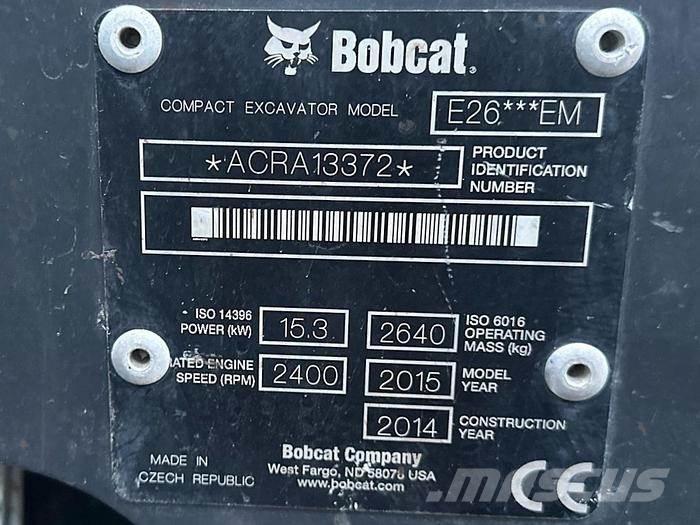 Bobcat.
COMPACT EXCAVATOR MODEL E26***EM
*ACRA13372* PRODUCT
IDENTIFICATION
NUMBER
ISO 14396
POWER (kW) 15.3
2640 ISO 6016
OPERATING
MASS (kg)
RATED ENGINE
SPEED (RPM) 2400
2015 MODEL
YEAR
2014 CONSTRUCTION
YEAR
MADE IN
CZECH REPUBLIC
Bobcat Company
West Fargo, ND 58078 USA
www.bobcat.com
CE
MASCUS